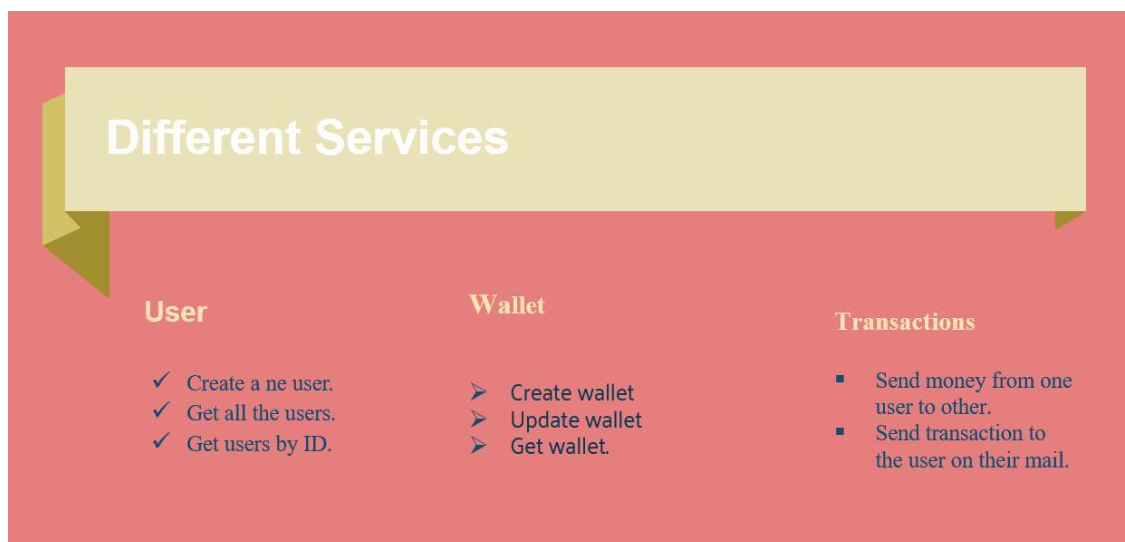 Different Services
User
Create a ne user.
Get all the users.
Get users by ID.
Wallet
Create wallet
Update wallet
Get wallet.
Transactions
Send money from one
user to other.
Send transaction to
the user on their mail.